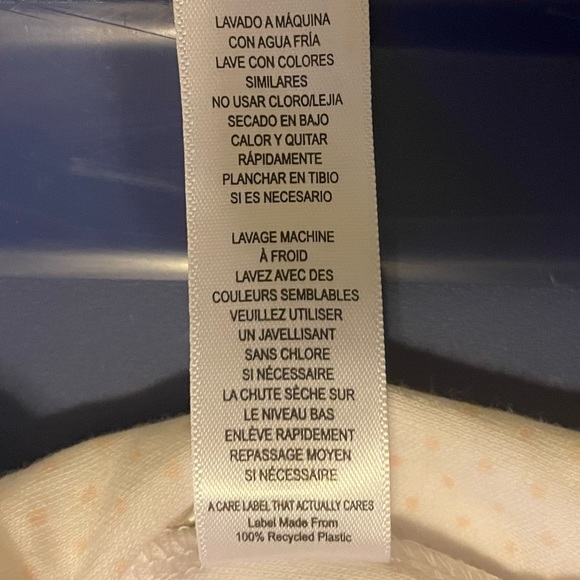 LAVADO A MÁQUINA
CON AGUA FRÍA
LAVE CON COLORES
SIMILARES
NO USAR CLORO/LEJIA
SECADO EN BAJO
CALOR Y QUITAR
RÁPIDAMENTE
PLANCHAR EN TIBIO
SI ES NECESARIO
LAVAGE MACHINE
À FROID
LAVEZ AVEC DES
COULEURS SEMBLABLES
VEUILLEZ UTILISER
UN JAVELLISANT
SANS CHLORE
SI NÉCESSAIRE
LA CHUTE SÈCHE SUR
LE NIVEAU BAS
ENLÈVE RAPIDEMENT
REPASSAGE MOYEN
SI NÉCESSAIRE
A CARE LABEL THAT ACTUALLY CARES
Label Made From
100% Recycled Plastic